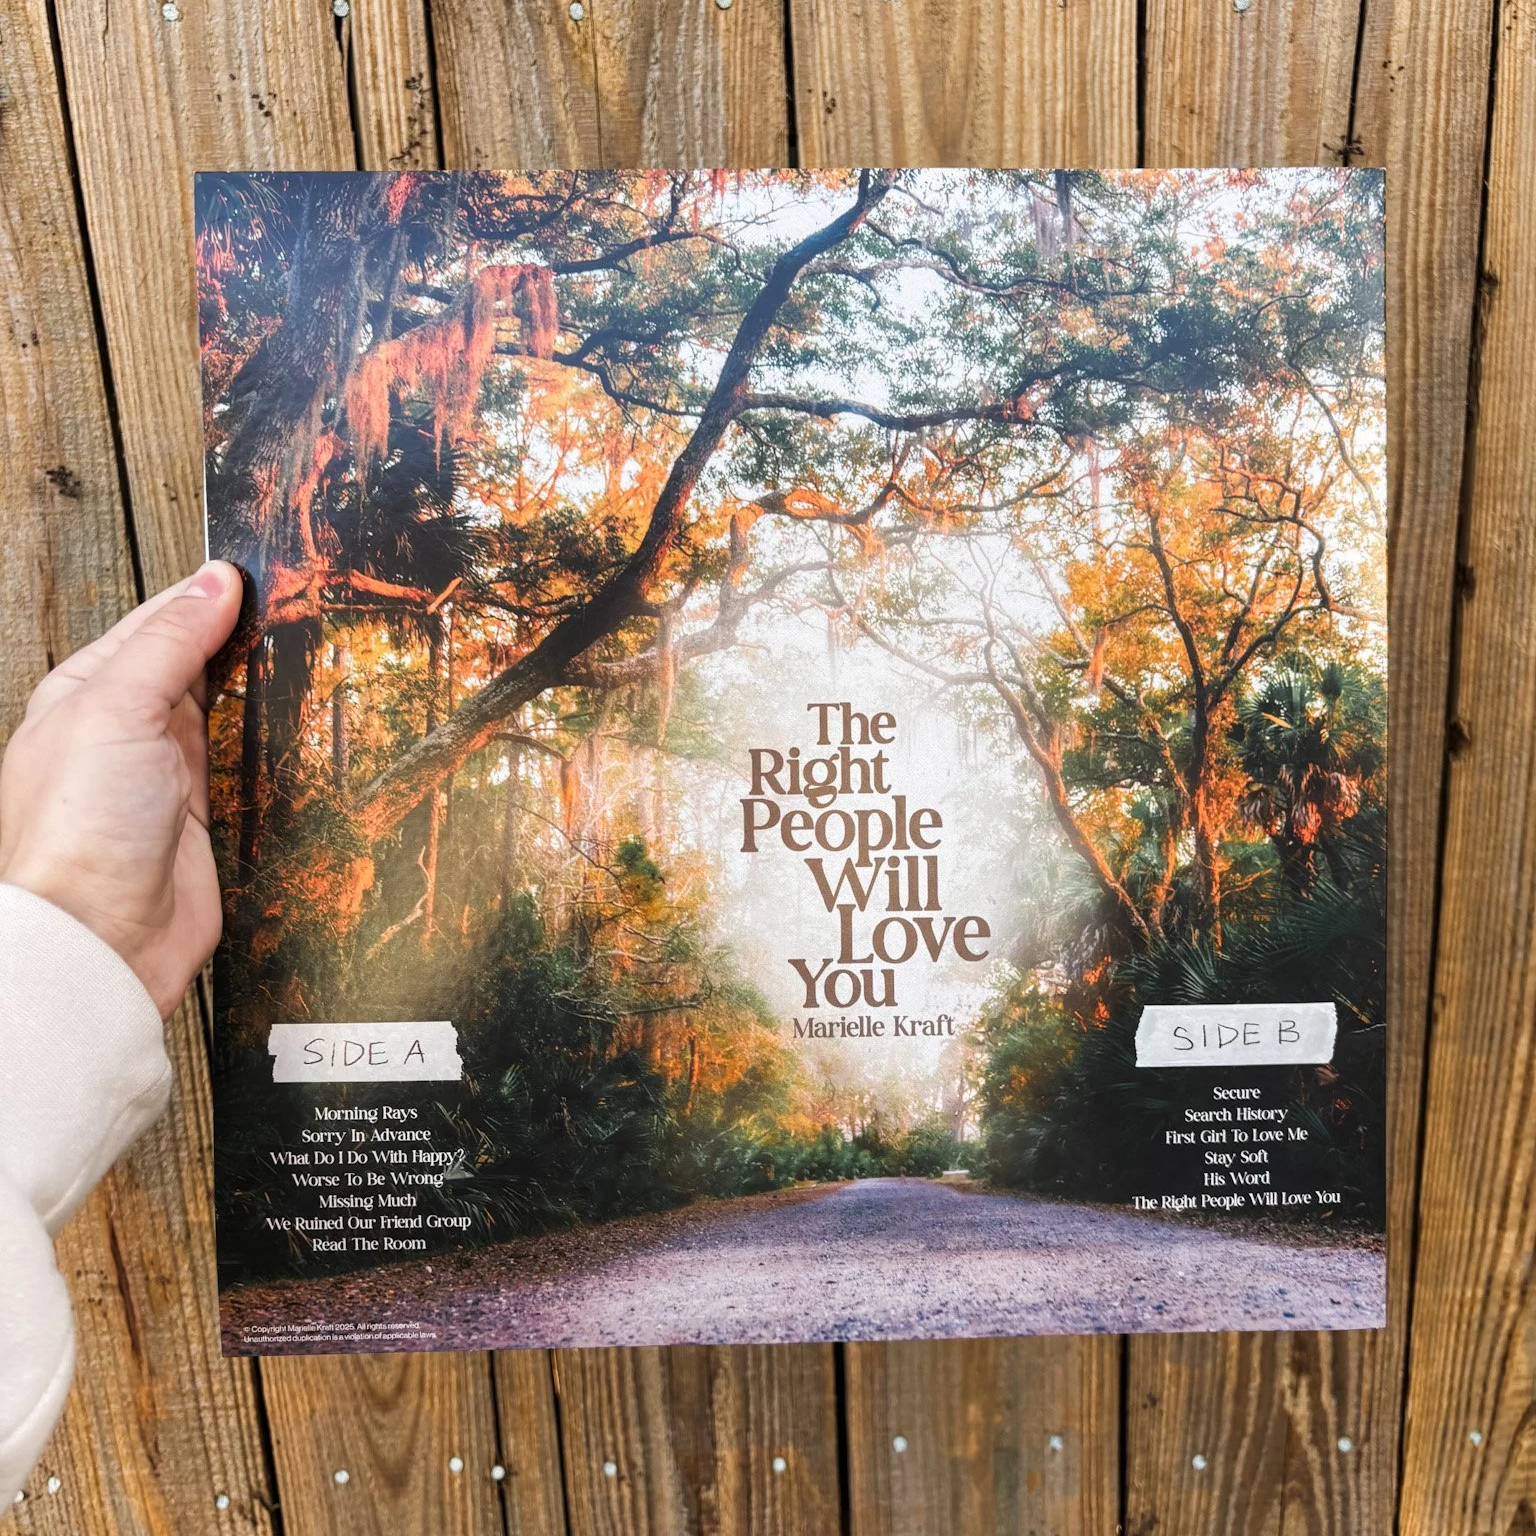 The
Right
People
Will
Love
You
Marielle Kraft
SIDE A
Morning Rays
Sorry In Advance
What Do I Do With Happy?
Worse To Be Wrong
Missing Much
We Ruined Our Friend Group
Read The Room
SIDE B
Secure
Search History
First Girl To Love Me
Stay Soft
His Word
The Right People Will Love You
© Copyright Marielle Kraft 2025. All rights reserved.
Unauthorized duplication is a violation of applicable laws.